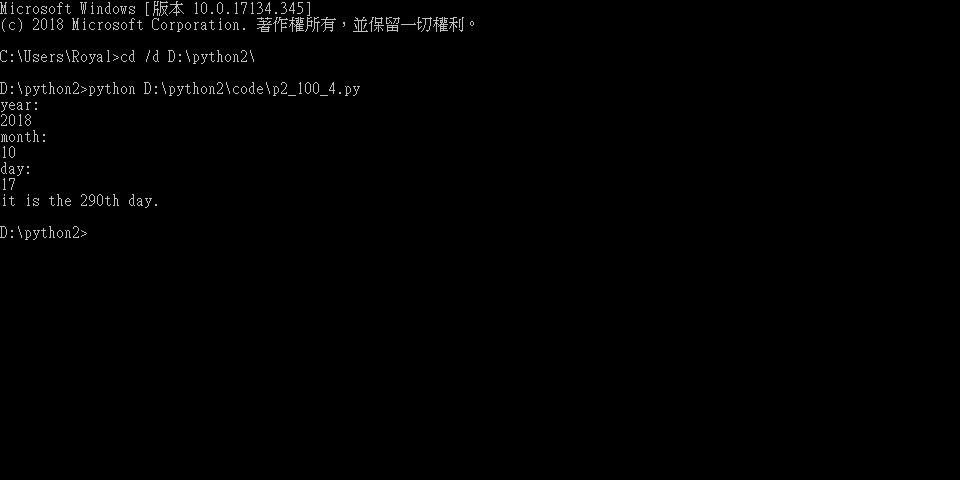 Microsoft Windows [版本 10.0.17134.345]
(c) 2018 Microsoft Corporation. 著作權所有，並保留一切權利。
C:\Users\Royal>cd /d D:\python2\
D:\python2>python D:\python2\code\p2_100_4.py
year:
2018
month:
10
day:
17
it is the 290th day.
D:\python2>